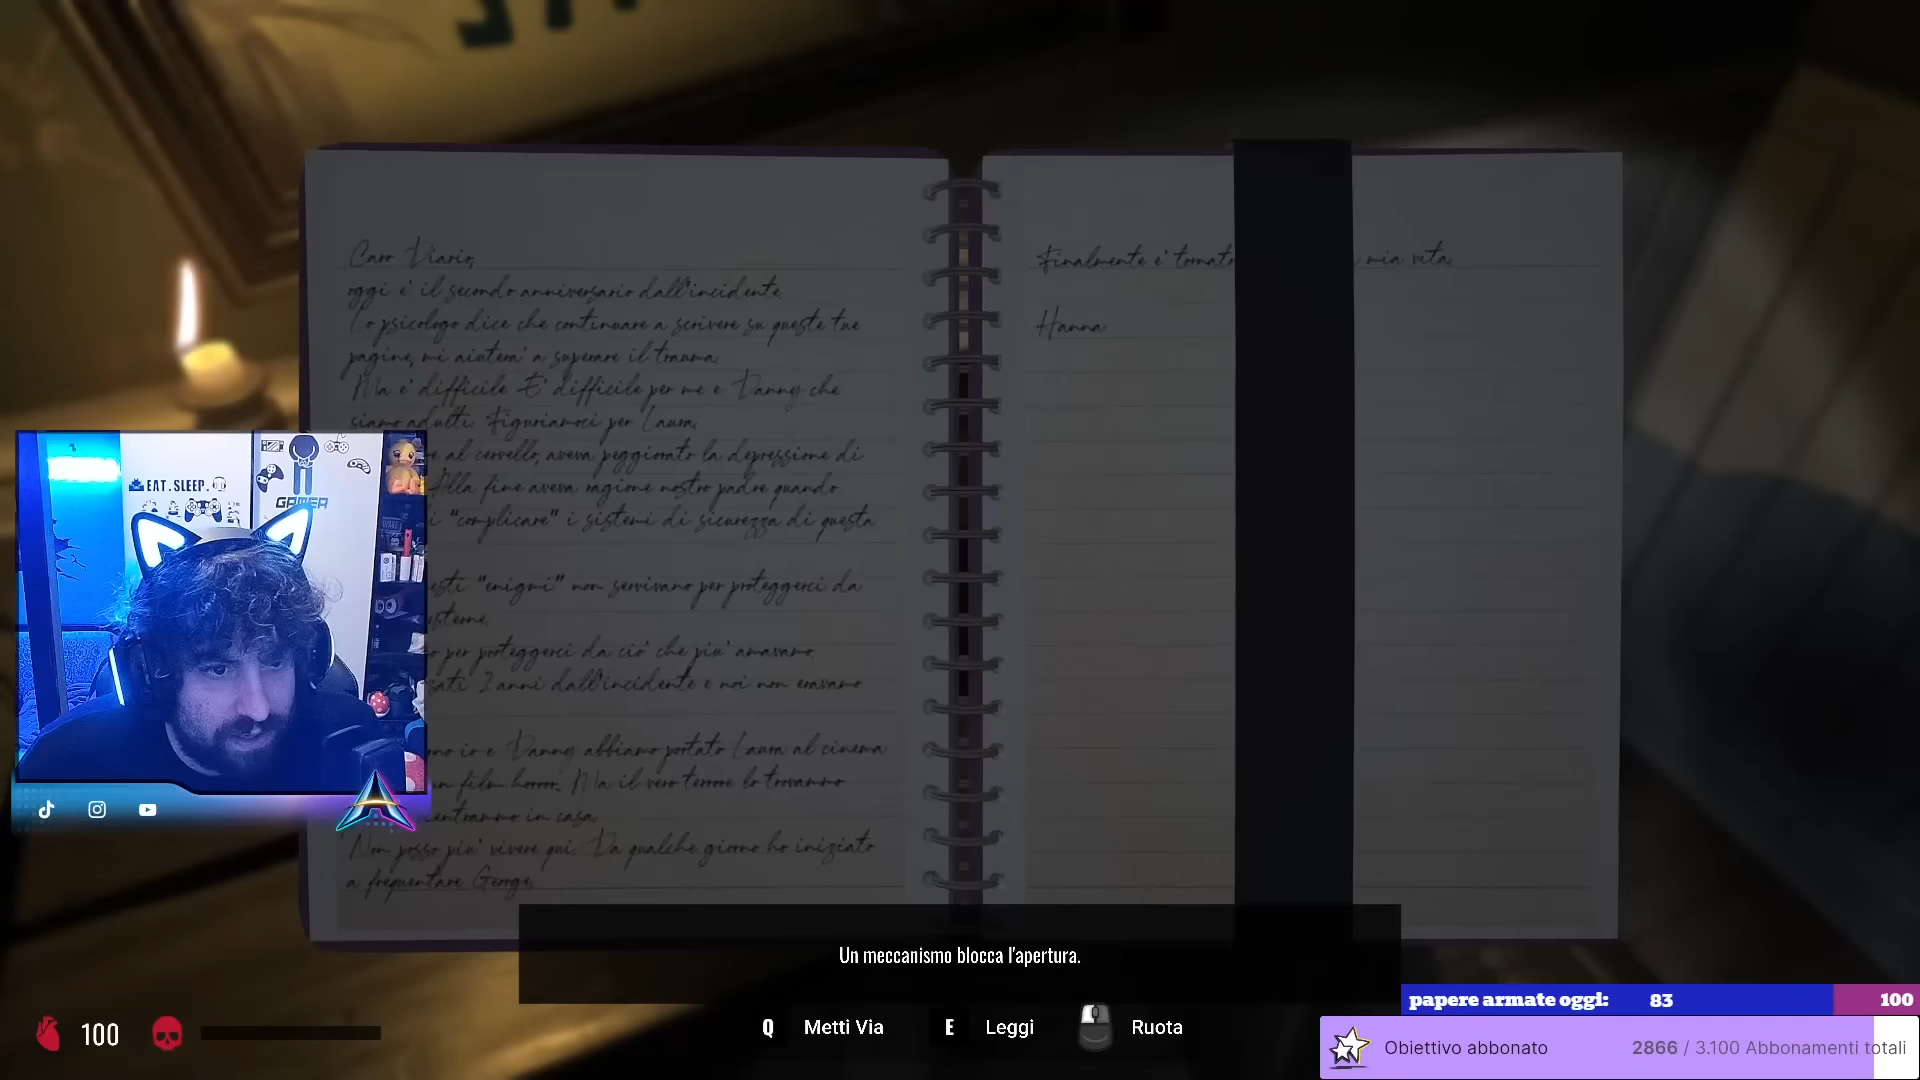 Caro Diario,
oggi e' il secondo anniversario dall'incidente.
Lo psicologo dice che continuare a scrivere su queste tue
pagine, mi aiutera' a superare il trauma.
Ma e' difficile. E' difficile per me e Danny che
siamo adulti. Figuriamoci per Laura.
al cervello, aveva peggiorato la depressione di
Alla fine aveva ragione nostro padre quando
"complicare" i sistemi di sicurezza di questa
"enigmi" non servivano per proteggerci da
per proteggerci da cio' che piu' amavamo.
2 anni dall'incidente e noi non eravamo
io e Danny abbiamo portato Laura al cinema
film horror. Ma il vero terrore lo trovammo
in casa.
Non posso piu' vivere qui. Da qualche giorno ho iniziato
a frequentare George.
Finalmente e' tornato mia vita.
Hanna
EAT.SLEEP.
GAMER
Un meccanismo blocca l'apertura.
Q Metti Via E Leggi Ruota
100
papere armate oggi: 83 100
Obiettivo abbonato 2866 / 3.100 Abbonamenti totali